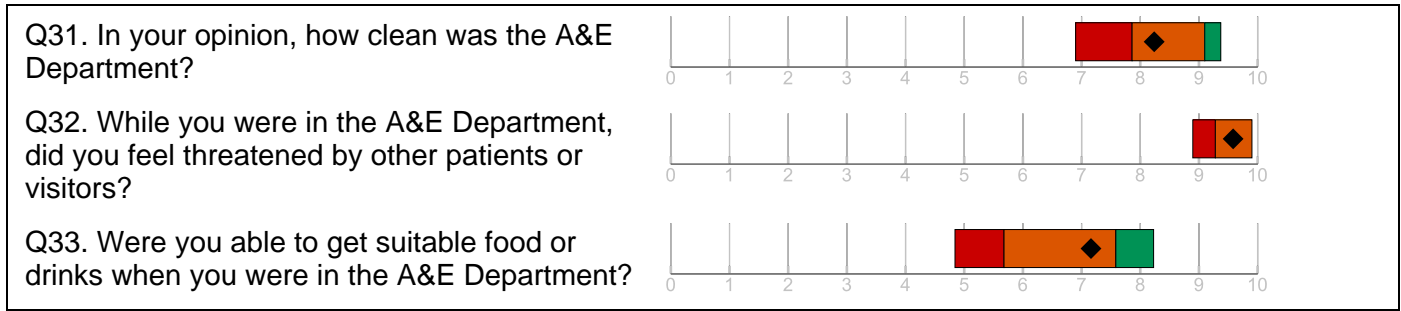 Q31. In your opinion, how clean was the A&E
Department?
0 1 2 3 4 5 6 7 8 9 10
Q32. While you were in the A&E Department,
did you feel threatened by other patients or
visitors?
0 1 2 3 4 5 6 7 8 9 10
Q33. Were you able to get suitable food or
drinks when you were in the A&E Department?
0 1 2 3 4 5 6 7 8 9 10